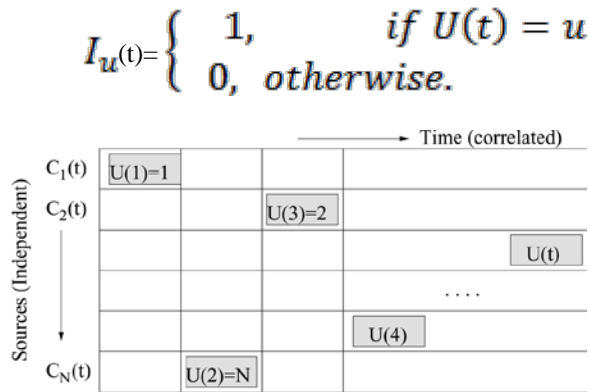 I_u(t)= { 1, if U(t) = u
0, otherwise.
Time (correlated)
Sources (Independent)
C_1(t) U(1)=1
C_2(t) U(3)=2
U(t)
. . . .
U(4)
C_N(t) U(2)=N